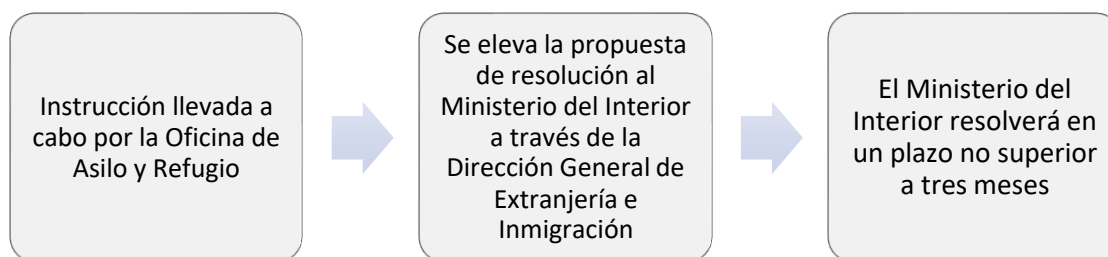 Instrucción llevada a
cabo por la Oficina de
Asilo y Refugio
Se eleva la propuesta
de resolución al
Ministerio del Interior
a través de la
Dirección General de
Extranjería e
Inmigración
El Ministerio del
Interior resolverá en
un plazo no superior
a tres meses